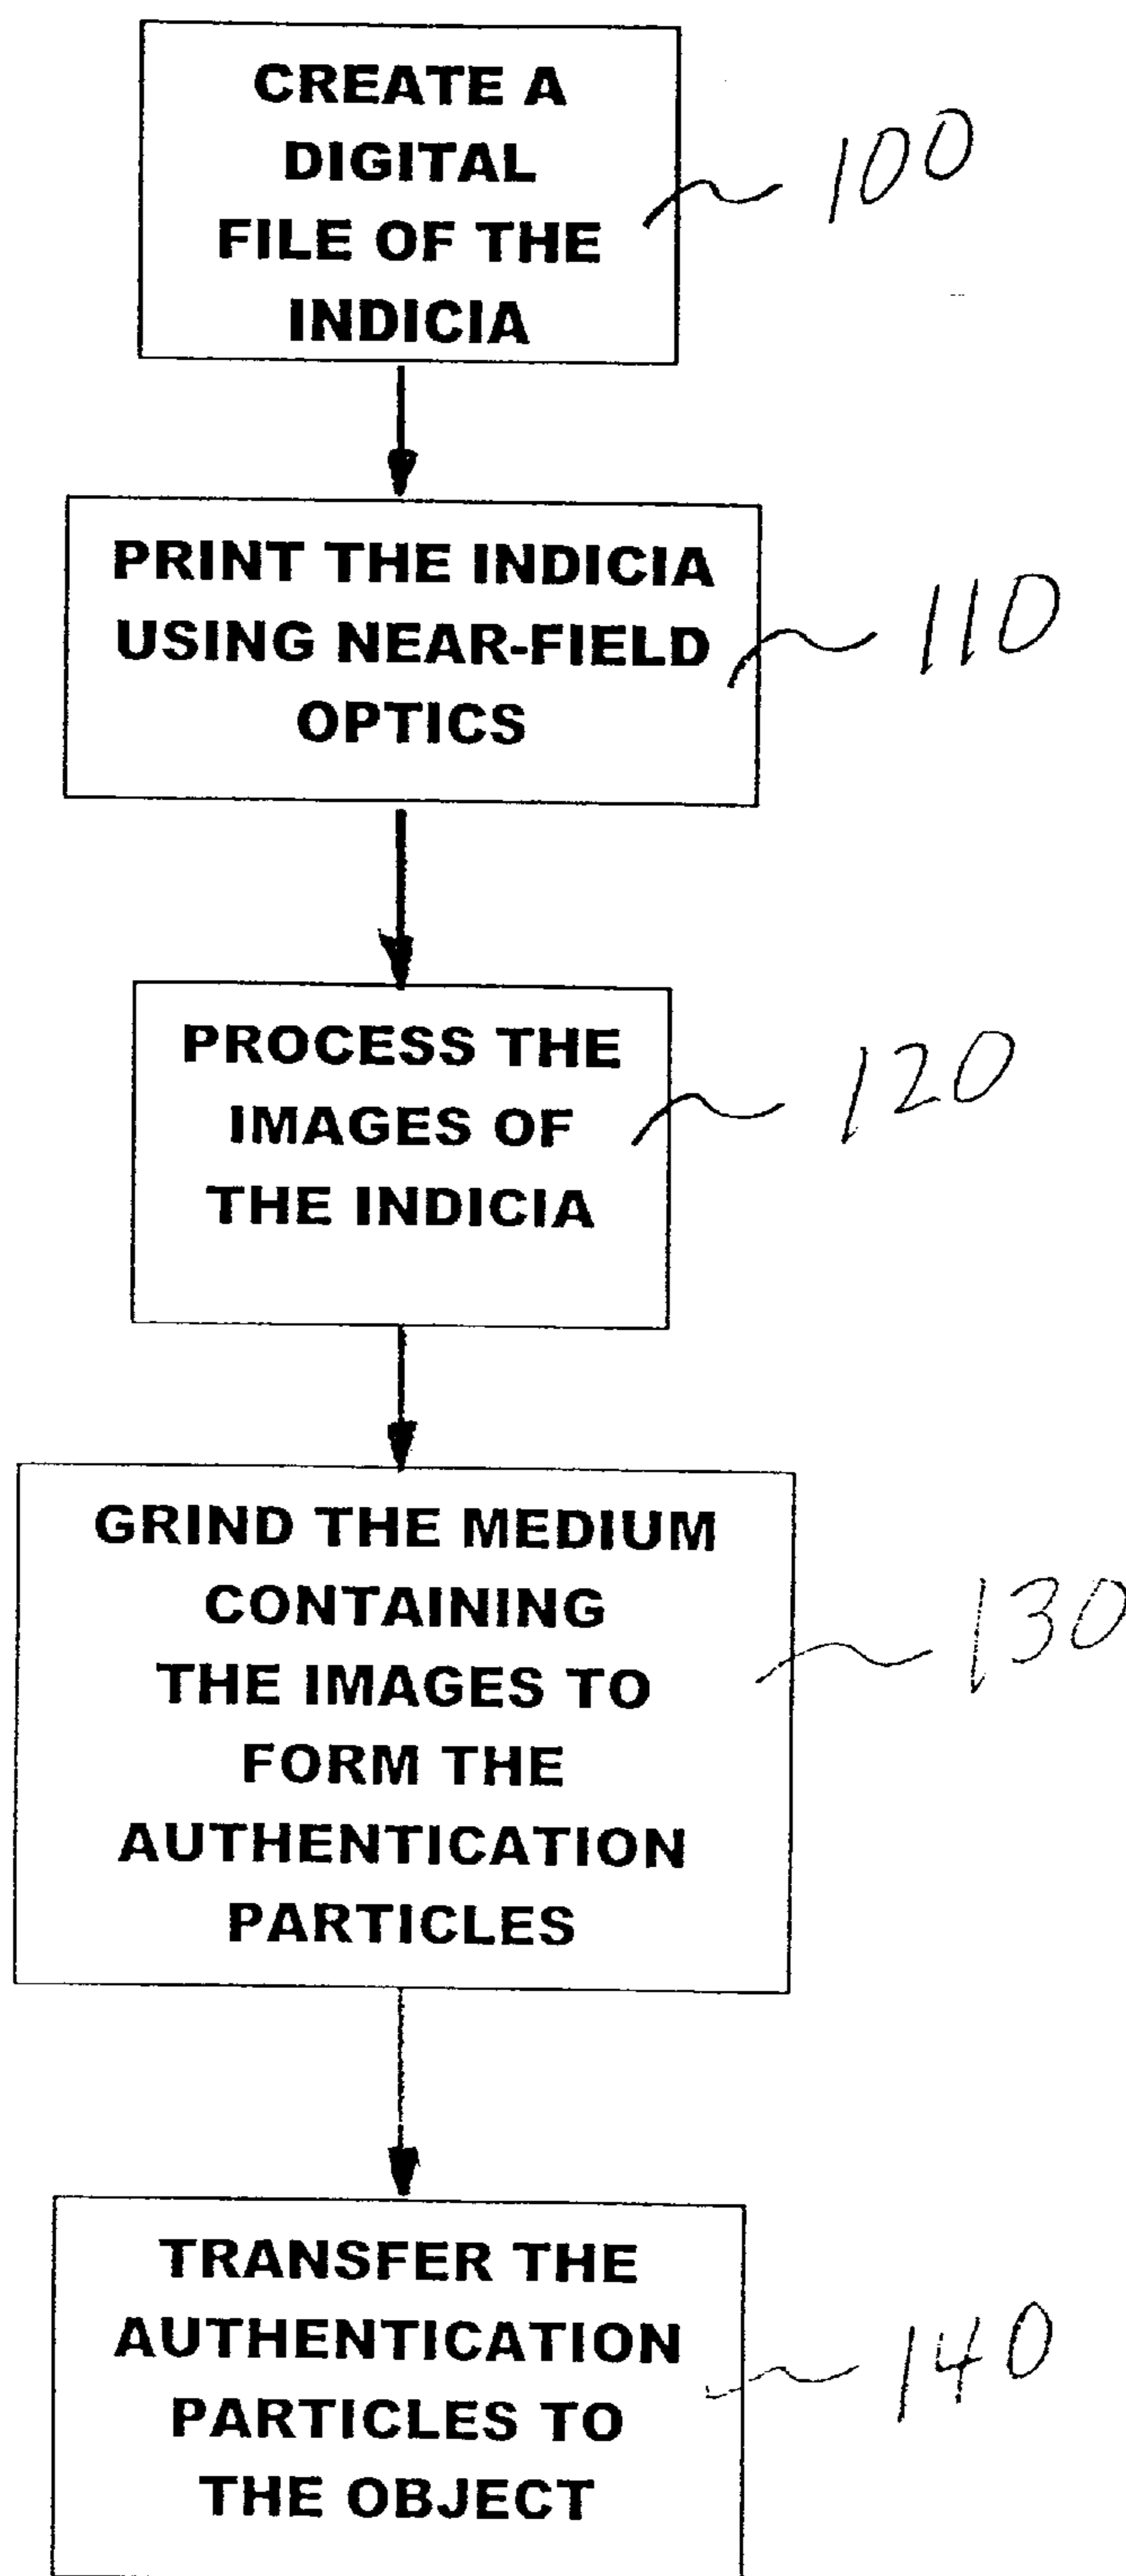 CREATE A
DIGITAL
FILE OF THE
INDICIA
100
PRINT THE INDICIA
USING NEAR-FIELD
OPTICS
110
PROCESS THE
IMAGES OF
THE INDICIA
120
GRIND THE MEDIUM
CONTAINING
THE IMAGES TO
FORM THE
AUTHENTICATION
PARTICLES
130
TRANSFER THE
AUTHENTICATION
PARTICLES TO
THE OBJECT
140